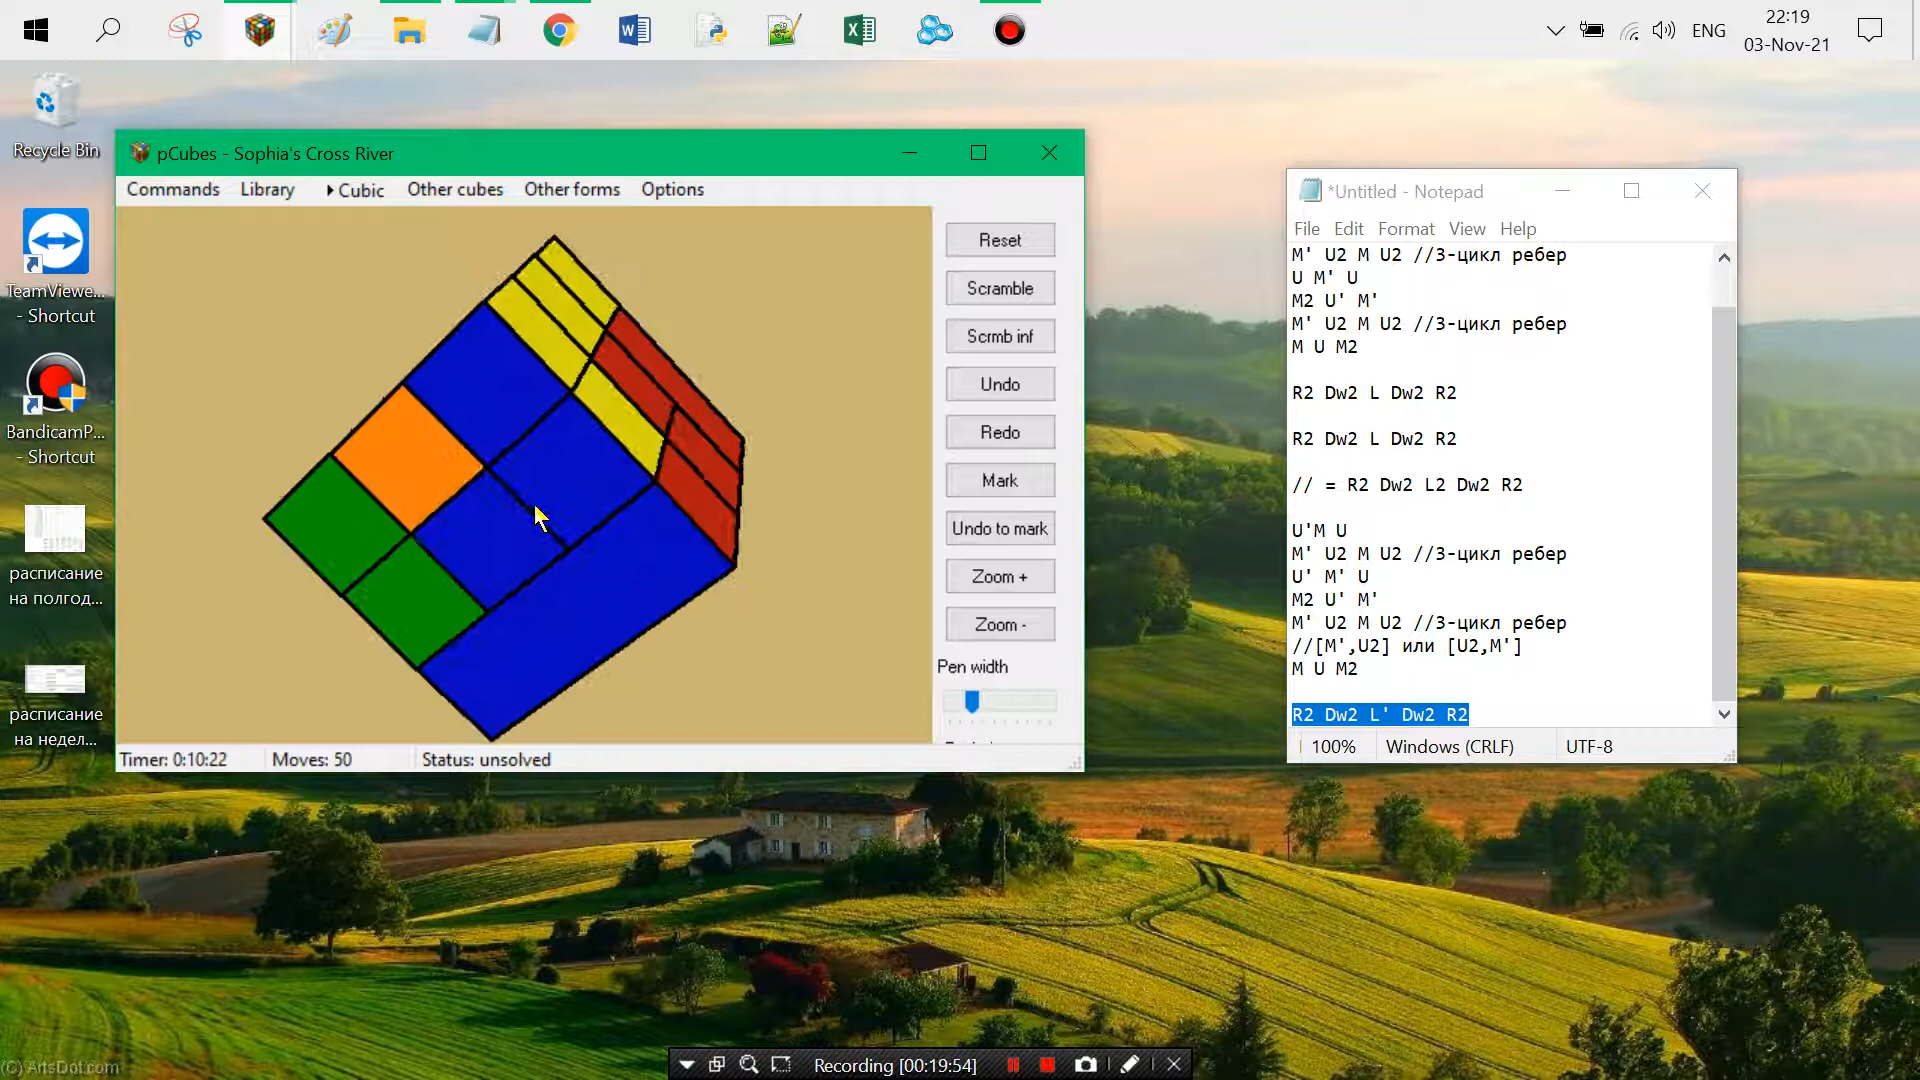 ENG
22:19
03-Nov-21
Recycle Bin
TeamViewe...
- Shortcut
BandicamP...
- Shortcut
расписание
на полгод...
расписание
на недел...
pCubes - Sophia's Cross River
Commands Library Cubic Other cubes Other forms Options
Reset
Scramble
Scrmb inf
Undo
Redo
Mark
Undo to mark
Zoom +
Zoom -
Pen width
Timer: 0:10:22 Moves: 50 Status: unsolved
*Untitled - Notepad
File Edit Format View Help
M' U2 M U2 //3-цикл ребер
U M' U
M2 U' M'
M' U2 M U2 //3-цикл ребер
M U M2
R2 Dw2 L Dw2 R2
R2 Dw2 L Dw2 R2
// = R2 Dw2 L2 Dw2 R2
U'M U
M' U2 M U2 //3-цикл ребер
U' M' U
M2 U' M'
M' U2 M U2 //3-цикл ребер
//[M',U2] или [U2,M']
M U M2
R2 Dw2 L' Dw2 R2
100% Windows (CRLF) UTF-8
Recording [00:19:54]
(C) ArtsDot.com